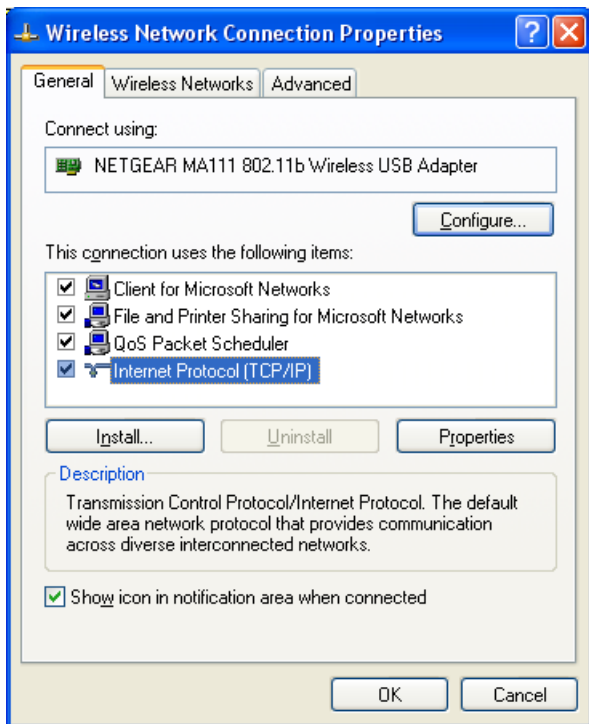 Wireless Network Connection Properties
General Wireless Networks Advanced
Connect using:
NETGEAR MA111 802.11b Wireless USB Adapter
Configure...
This connection uses the following items:
Client for Microsoft Networks
File and Printer Sharing for Microsoft Networks
QoS Packet Scheduler
Internet Protocol (TCP/IP)
Install... Uninstall Properties
Description
Transmission Control Protocol/Internet Protocol. The default
wide area network protocol that provides communication
across diverse interconnected networks.
Show icon in notification area when connected
OK Cancel